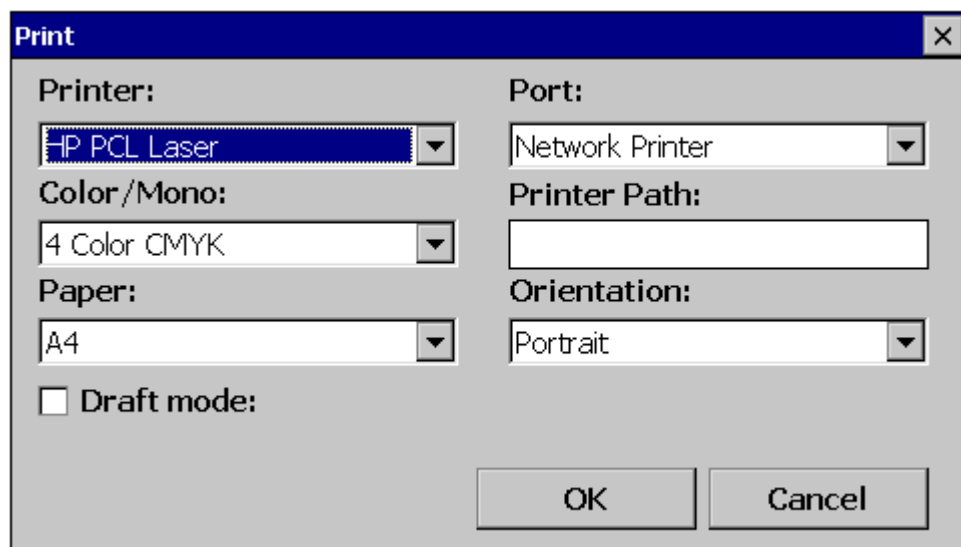 Print
Printer:
Port:
HP PCL Laser
Network Printer
Color/Mono:
Printer Path:
4 Color CMYK
Paper:
Orientation:
A4
Portrait
Draft mode:
OK
Cancel